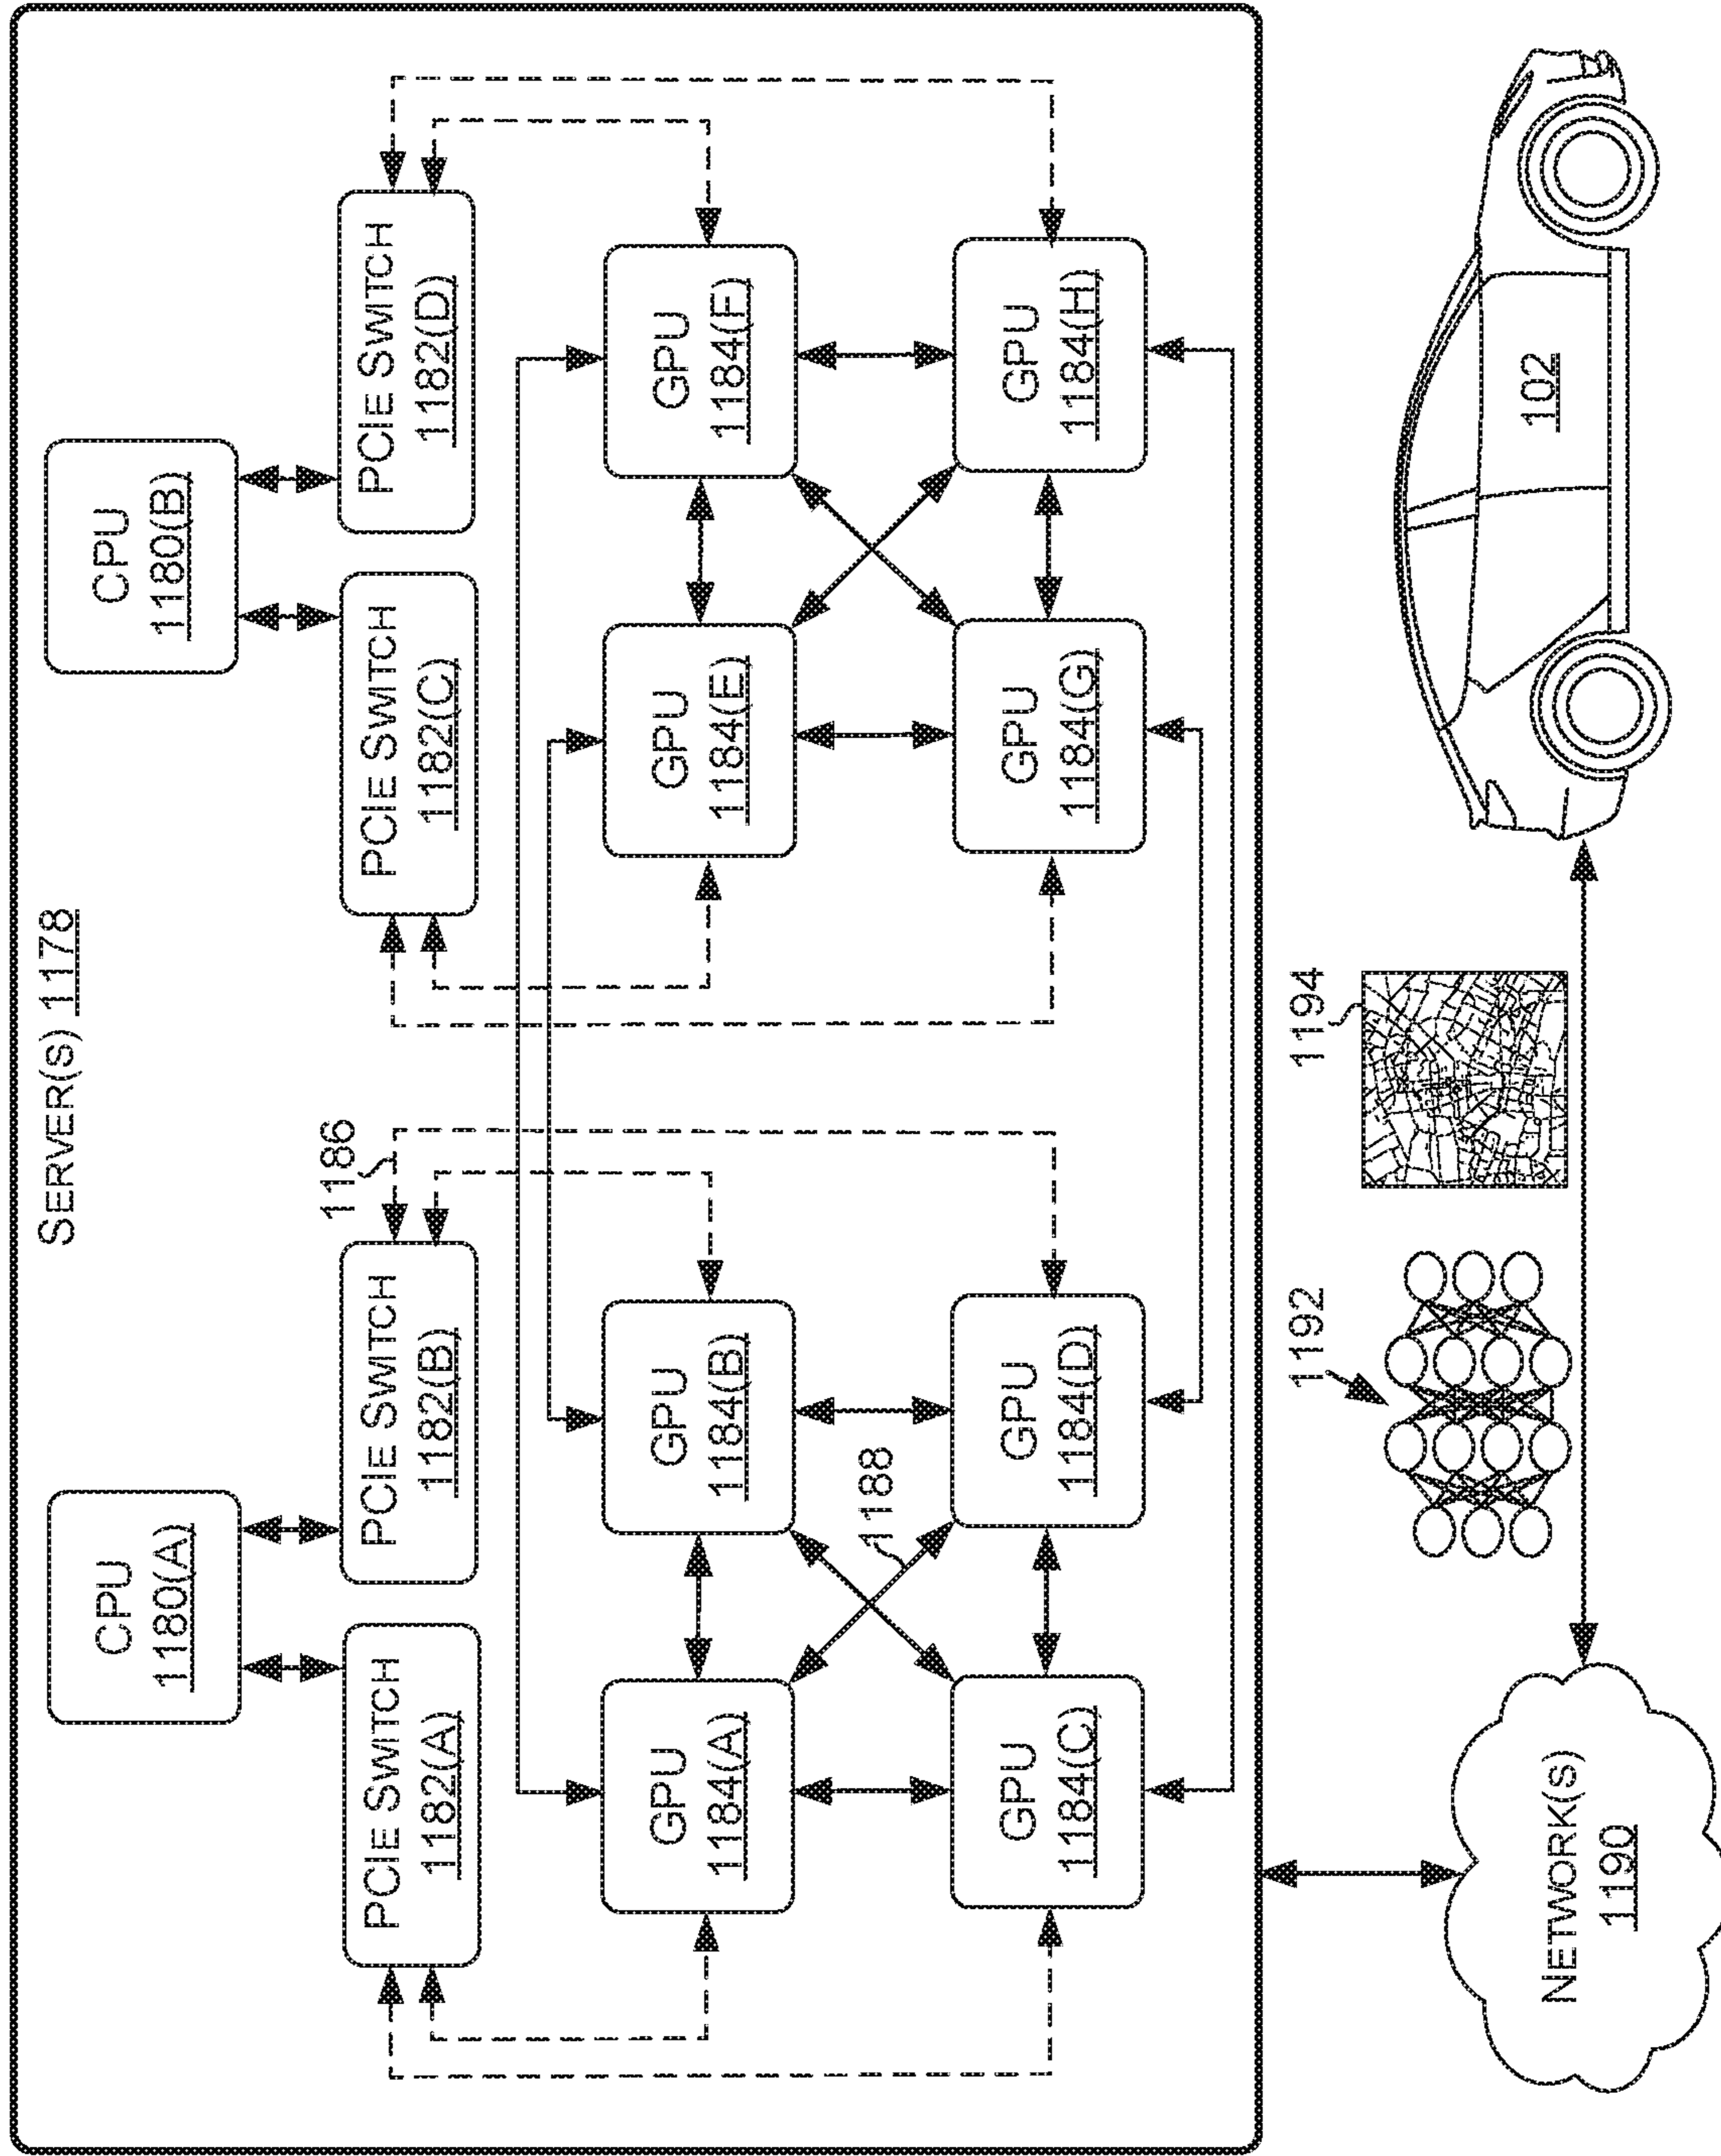 SERVER(S) 1178
CPU
1180(A)
CPU
1180(B)
PCIE SWITCH
1182(A)
PCIE SWITCH
1182(B)
1186
PCIE SWITCH
1182(C)
PCIE SWITCH
1182(D)
GPU
1184(A)
GPU
1184(B)
GPU
1184(E)
GPU
1184(F)
1188
GPU
1184(C)
GPU
1184(D)
GPU
1184(G)
GPU
1184(H)
NETWORK(S)
1190
1192
1194
102